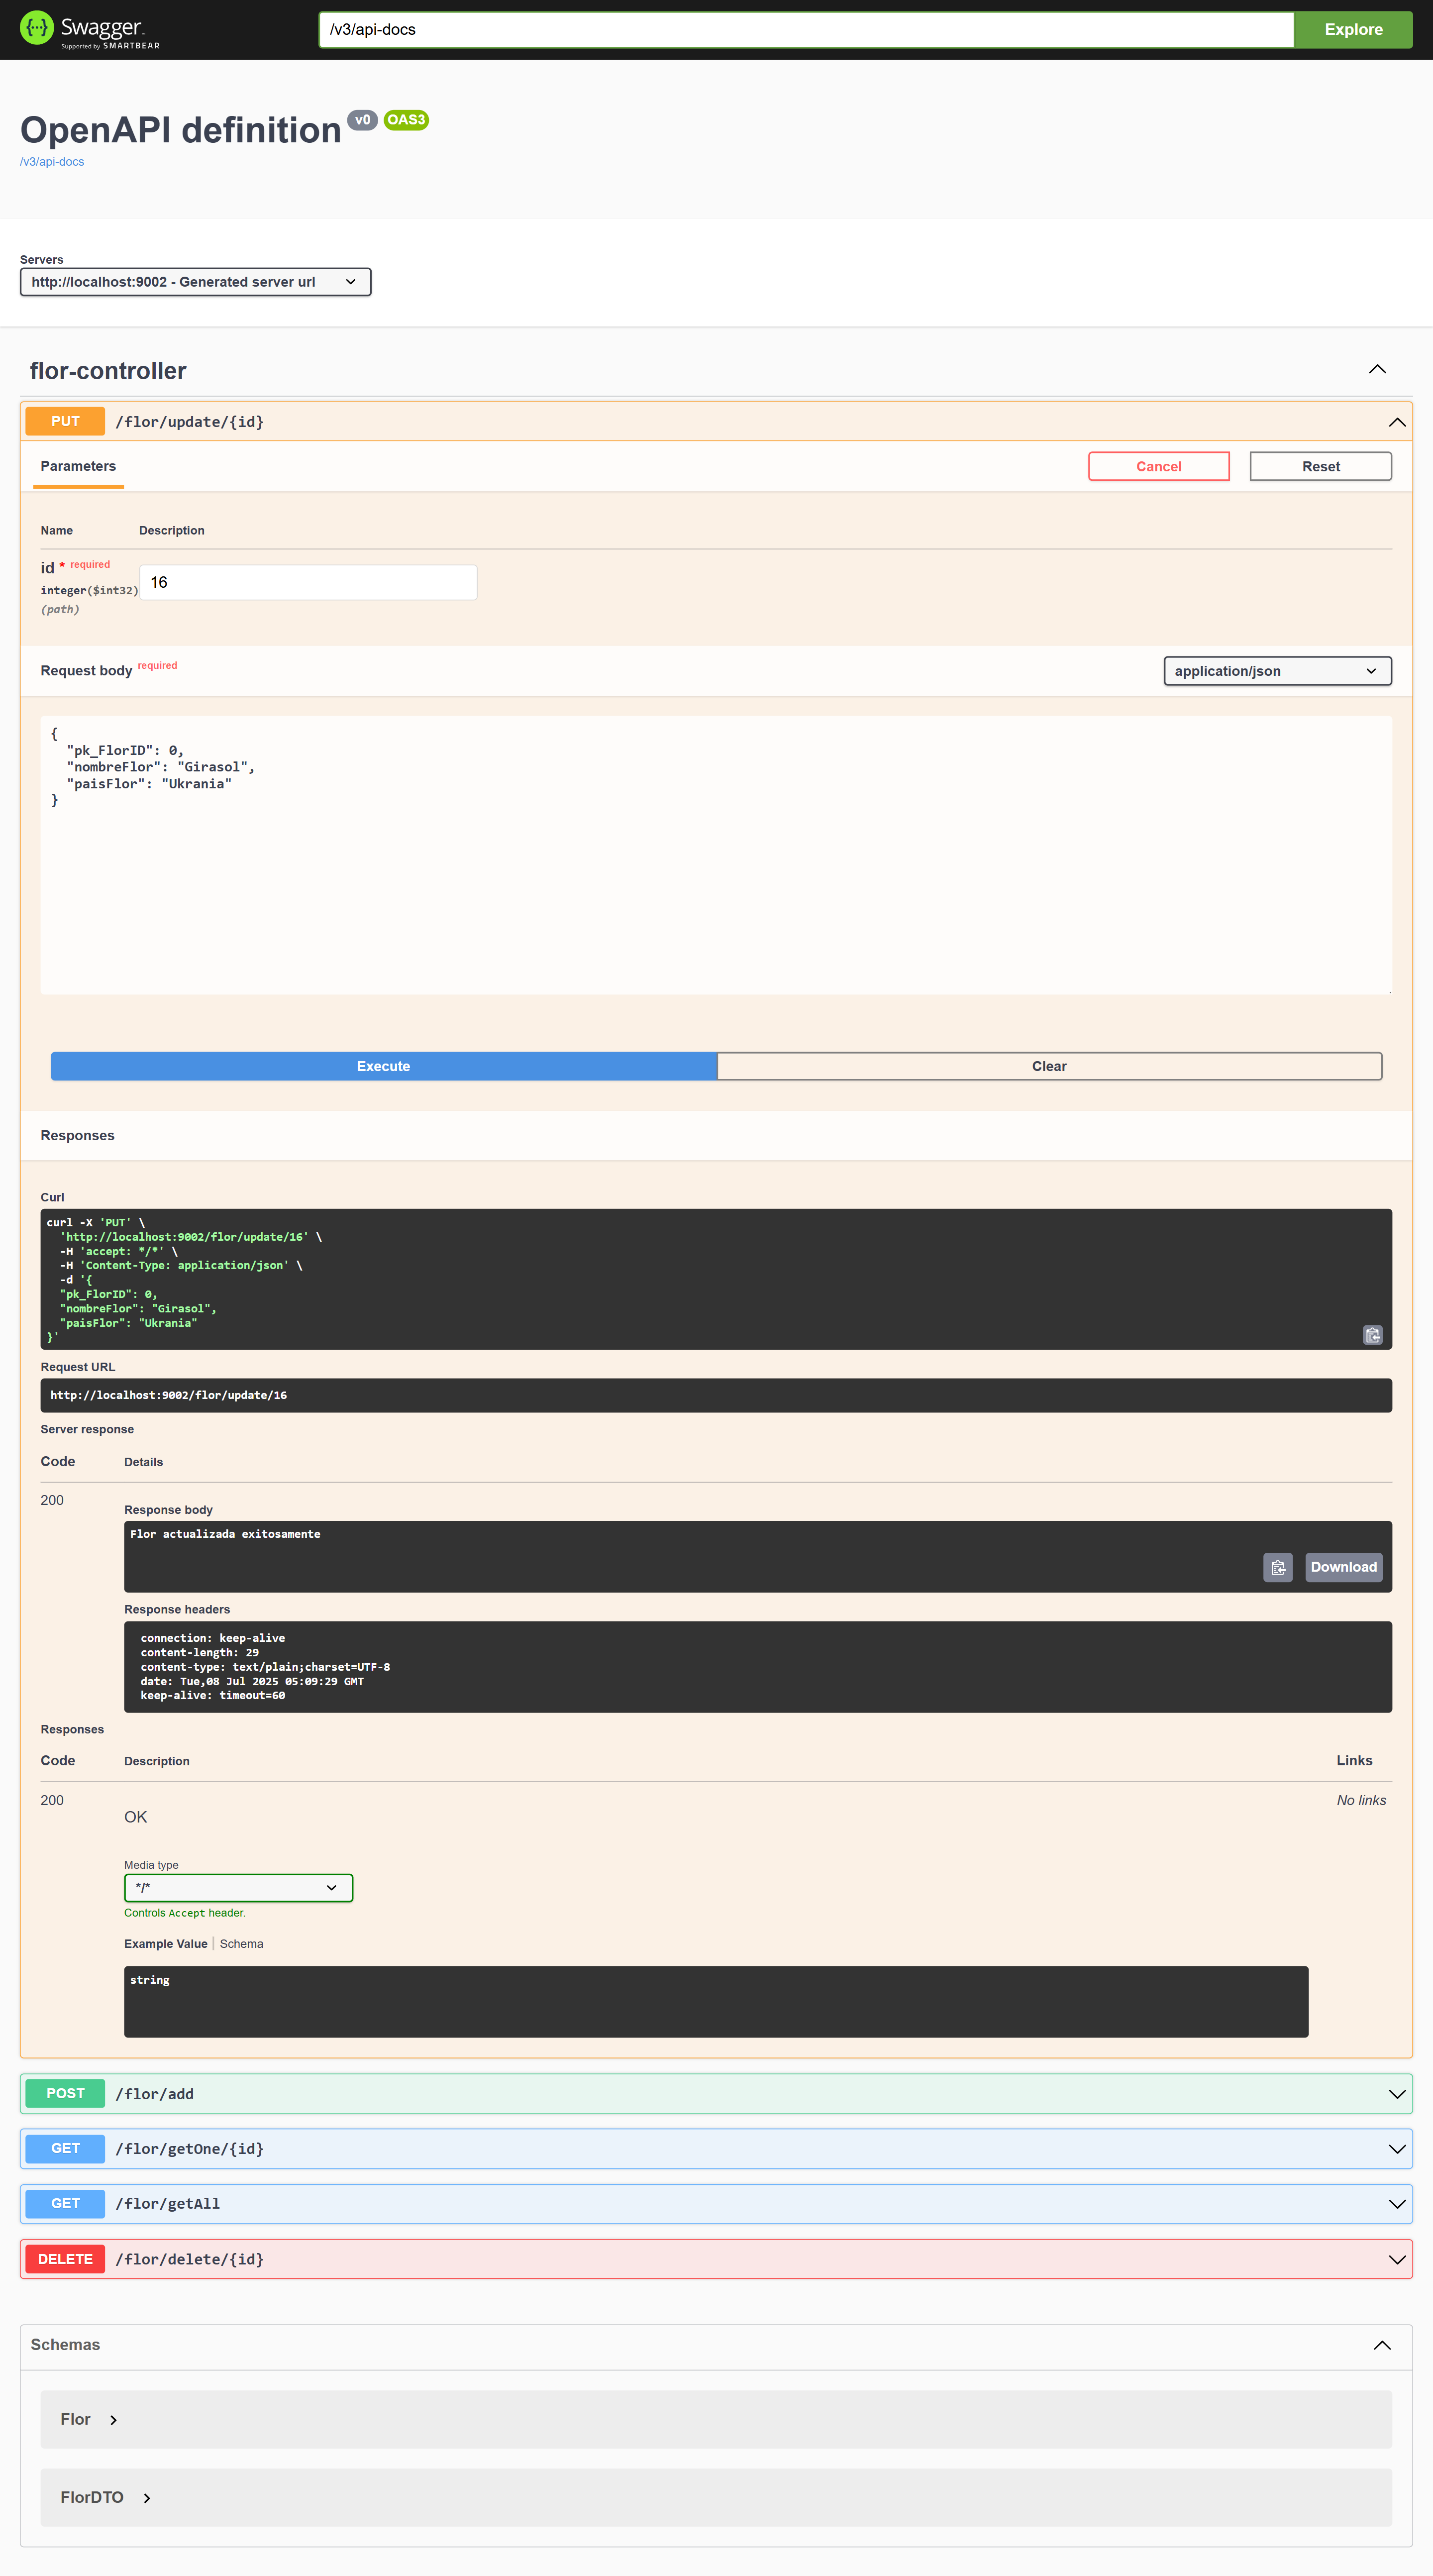 Swagger
Supported by SMARTBEAR
/v3/api-docs
Explore
OpenAPI definition v0 OAS3
/v3/api-docs
Servers
http://localhost:9002 - Generated server url
flor-controller
PUT /flor/update/{id}
Parameters
Cancel
Reset
Name Description
id * required
integer($int32)
(path)
16
Request body required
application/json
{
  "pk_FlorID": 0,
  "nombreFlor": "Girasol",
  "paisFlor": "Ukrania"
}
Execute
Clear
Responses
Curl
curl -X 'PUT' \
  'http://localhost:9002/flor/update/16' \
  -H 'accept: */*' \
  -H 'Content-Type: application/json' \
  -d '{
  "pk_FlorID": 0,
  "nombreFlor": "Girasol",
  "paisFlor": "Ukrania"
}'
Request URL
http://localhost:9002/flor/update/16
Server response
Code Details
200
Response body
Flor actualizada exitosamente
Download
Response headers
connection: keep-alive
content-length: 29
content-type: text/plain;charset=UTF-8
date: Tue,08 Jul 2025 05:09:29 GMT
keep-alive: timeout=60
Responses
Code Description Links
200
OK
No links
Media type
*/*
Controls Accept header.
Example Value Schema
string
POST /flor/add
GET /flor/getOne/{id}
GET /flor/getAll
DELETE /flor/delete/{id}
Schemas
Flor
FlorDTO